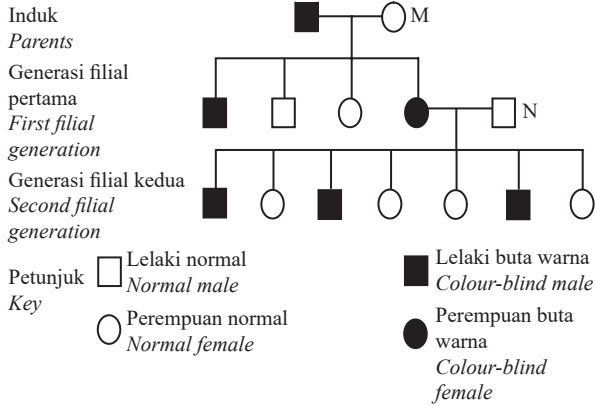 Induk
Parents
M
Generasi filial
pertama
First filial
generation
N
Generasi filial kedua
Second filial
generation
Petunjuk
Key
Lelaki normal
Normal male
Perempuan normal
Normal female
Lelaki buta warna
Colour-blind male
Perempuan buta
warna
Colour-blind
female